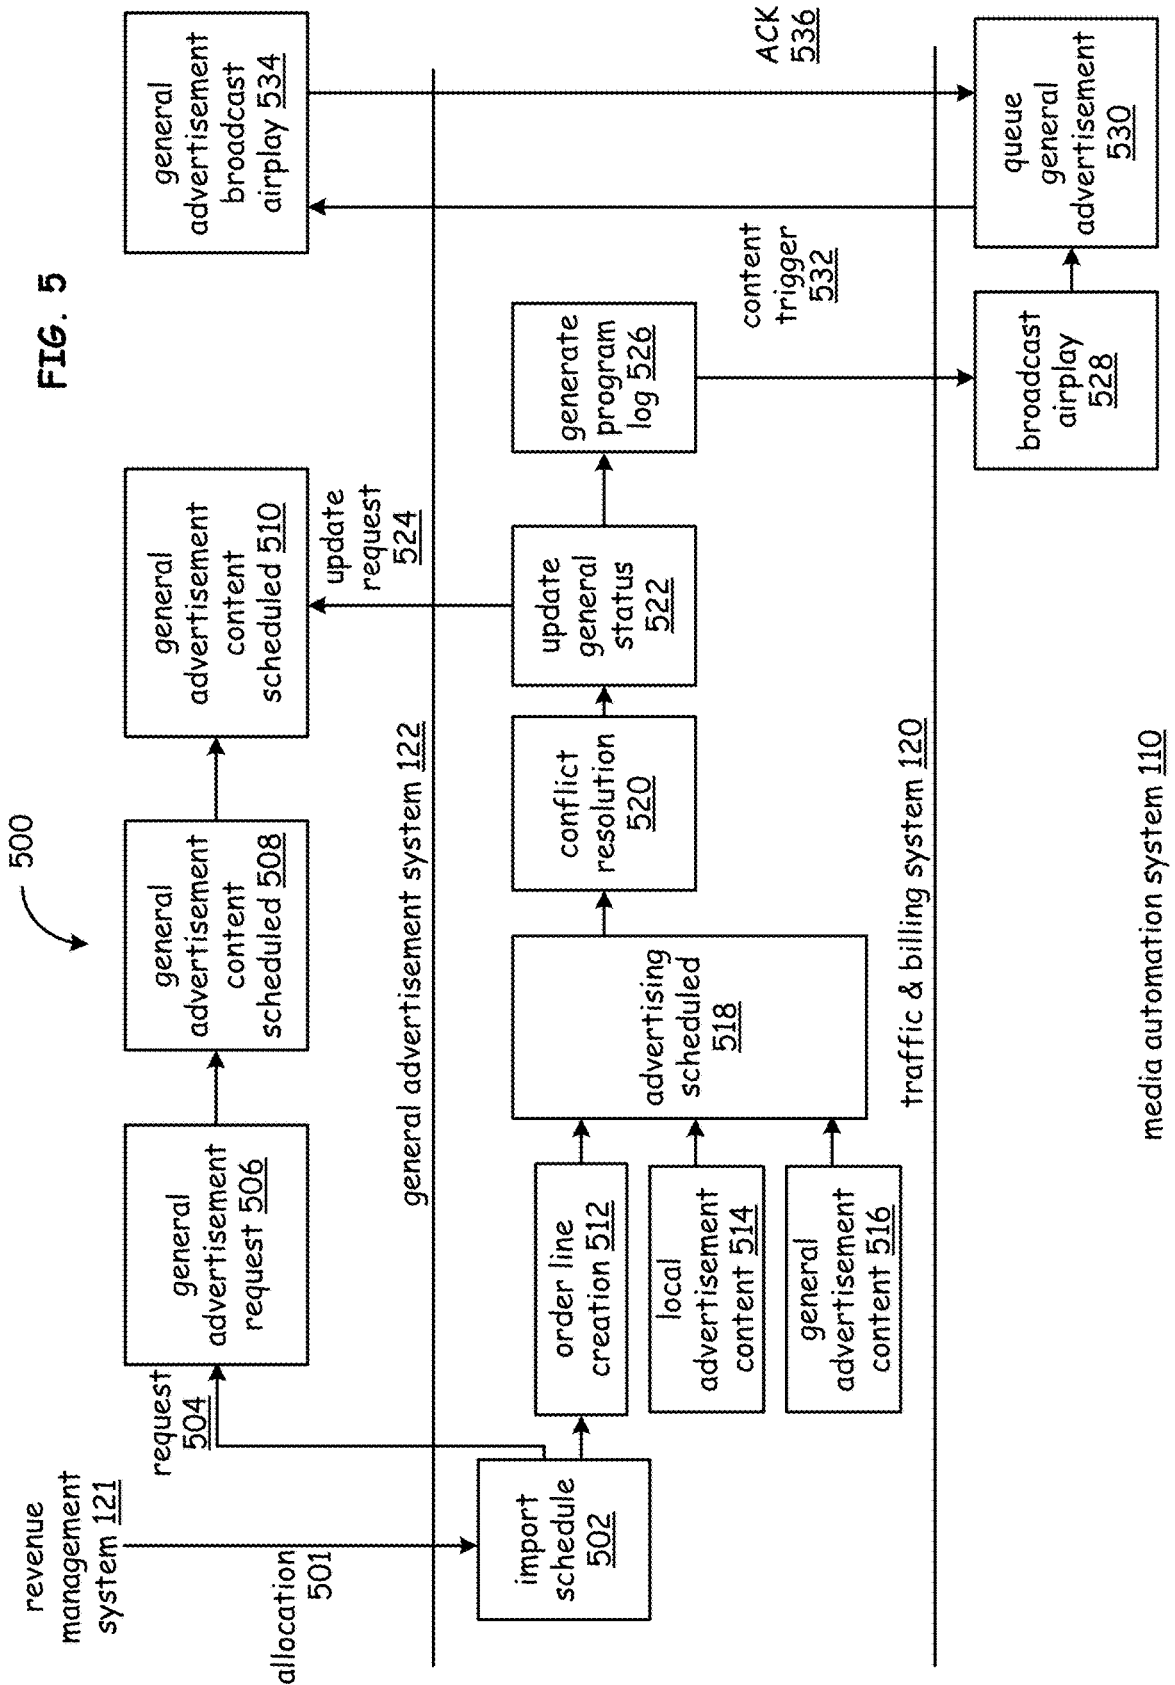 FIG. 5
500
revenue
management
system 121
allocation
501
request
504
general
advertisement
request 506
general
advertisement
content
scheduled 508
general
advertisement
content
scheduled 510
update
request
524
general
advertisement
broadcast
airplay 534
general advertisement system 122
import
schedule
502
order line
creation 512
local
advertisement
content 514
general
advertisement
content 516
advertising
scheduled
518
conflict
resolution
520
update
general
status
522
generate
program
log 526
content
trigger
532
ACK
536
traffic & billing system 120
broadcast
airplay
528
queue
general
advertisement
530
media automation system 110